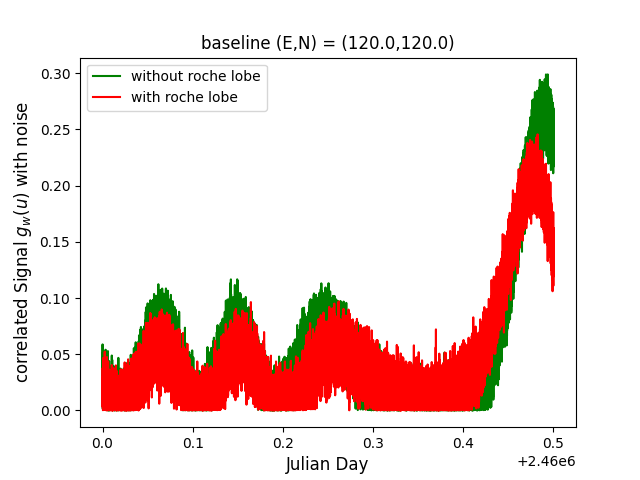 baseline (E,N) = (120.0,120.0)
without roche lobe
with roche lobe
correlated Signal g_w(u) with noise
0.30
0.25
0.20
0.15
0.10
0.05
0.00
0.0 0.1 0.2 0.3 0.4 0.5
+2.46e6
Julian Day